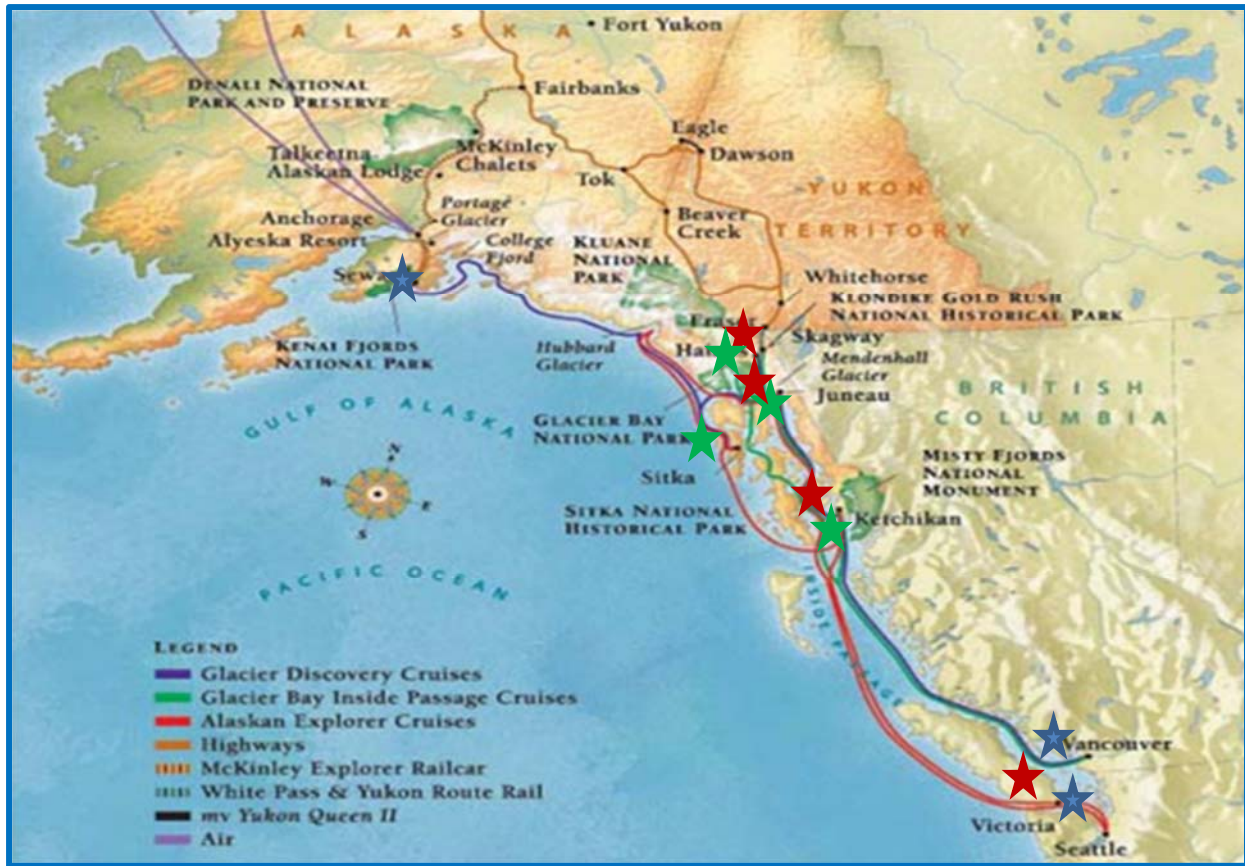 ALASKA
Fort Yukon
DENALI NATIONAL
PARK AND PRESERVE
Fairbanks
McKinley
Chalets
Eagle
Dawson
Talkeetna
Alaskan Lodge
Tok
YUKON
TERRITORY
Portage
Glacier
Anchorage
Alyeska Resort
College
Fjord
Beaver
Creek
KLUANE
NATIONAL
PARK
Whitehorse
KLONDIKE GOLD RUSH
NATIONAL HISTORICAL PARK
Skagway
KENAI FJORDS
NATIONAL PARK
Hubbard
Glacier
Mendenhall
Glacier
Juneau
BRITISH
COLUMBIA
GULF OF ALASKA
GLACIER BAY
NATIONAL PARK
N
W
E
S
Sitka
MISTY FJORDS
NATIONAL
MONUMENT
SITKA NATIONAL
HISTORICAL PARK
Ketchikan
PACIFIC OCEAN
INSIDE PASSAGE
LEGEND
Glacier Discovery Cruises
Glacier Bay Inside Passage Cruises
Alaskan Explorer Cruises
Highways
McKinley Explorer Railcar
White Pass & Yukon Route Rail
mv Yukon Queen II
Air
Vancouver
Victoria
Seattle